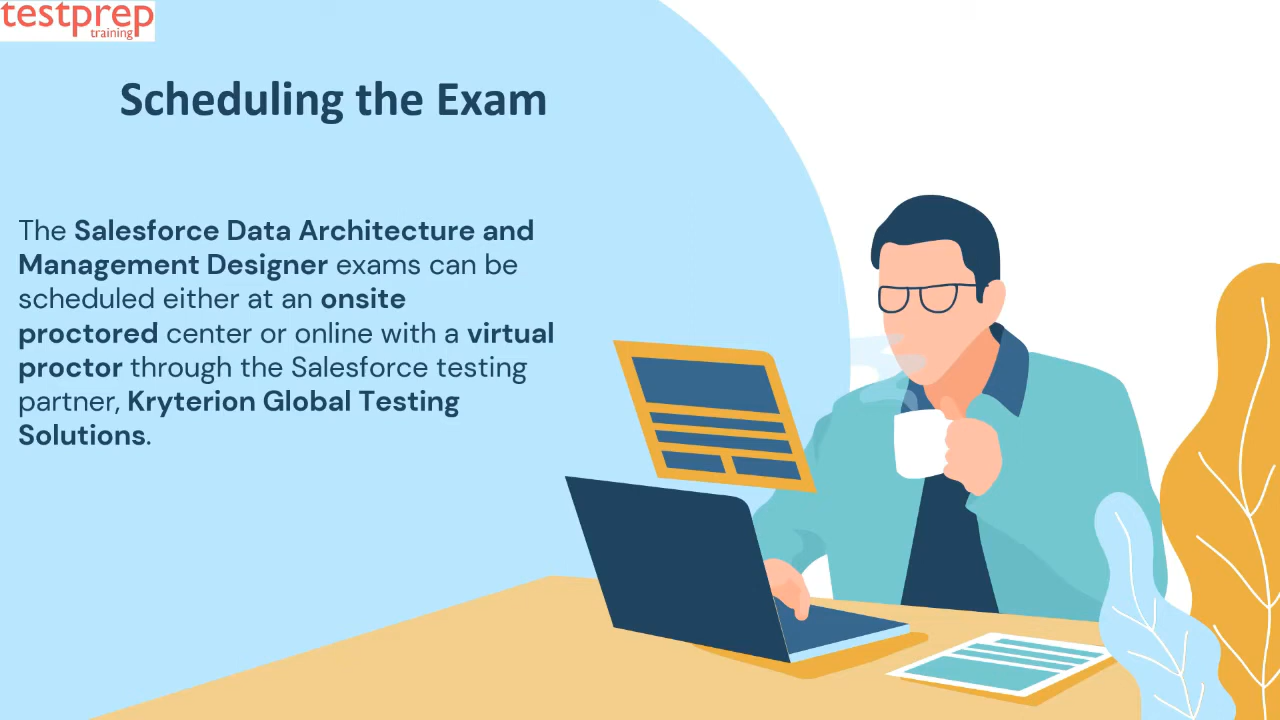 testprep
training
Scheduling the Exam
The Salesforce Data Architecture and
Management Designer exams can be
scheduled either at an onsite
proctored center or online with a virtual
proctor through the Salesforce testing
partner, Kryterion Global Testing
Solutions.